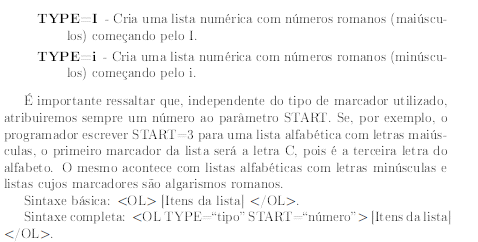 TYPE=I - Cria uma lista numérica com números romanos (maiúscu-
los) começando pelo I.
TYPE=i - Cria uma lista numérica com números romanos (minúscu-
los) começando pelo i.
É importante ressaltar que, independente do tipo de marcador utilizado,
atribuiremos sempre um número ao parâmetro START. Se, por exemplo, o
programador escrever START=3 para uma lista alfabética com letras maiús-
culas, o primeiro marcador da lista será a letra C, pois é a terceira letra do
alfabeto. O mesmo acontece com listas alfabéticas com letras minúsculas e
listas cujos marcadores são algarismos romanos.
Sintaxe básica: <OL> [Itens da lista] </OL>.
Sintaxe completa: <OL TYPE=“tipo” START=“número”> [Itens da lista]
</OL>.